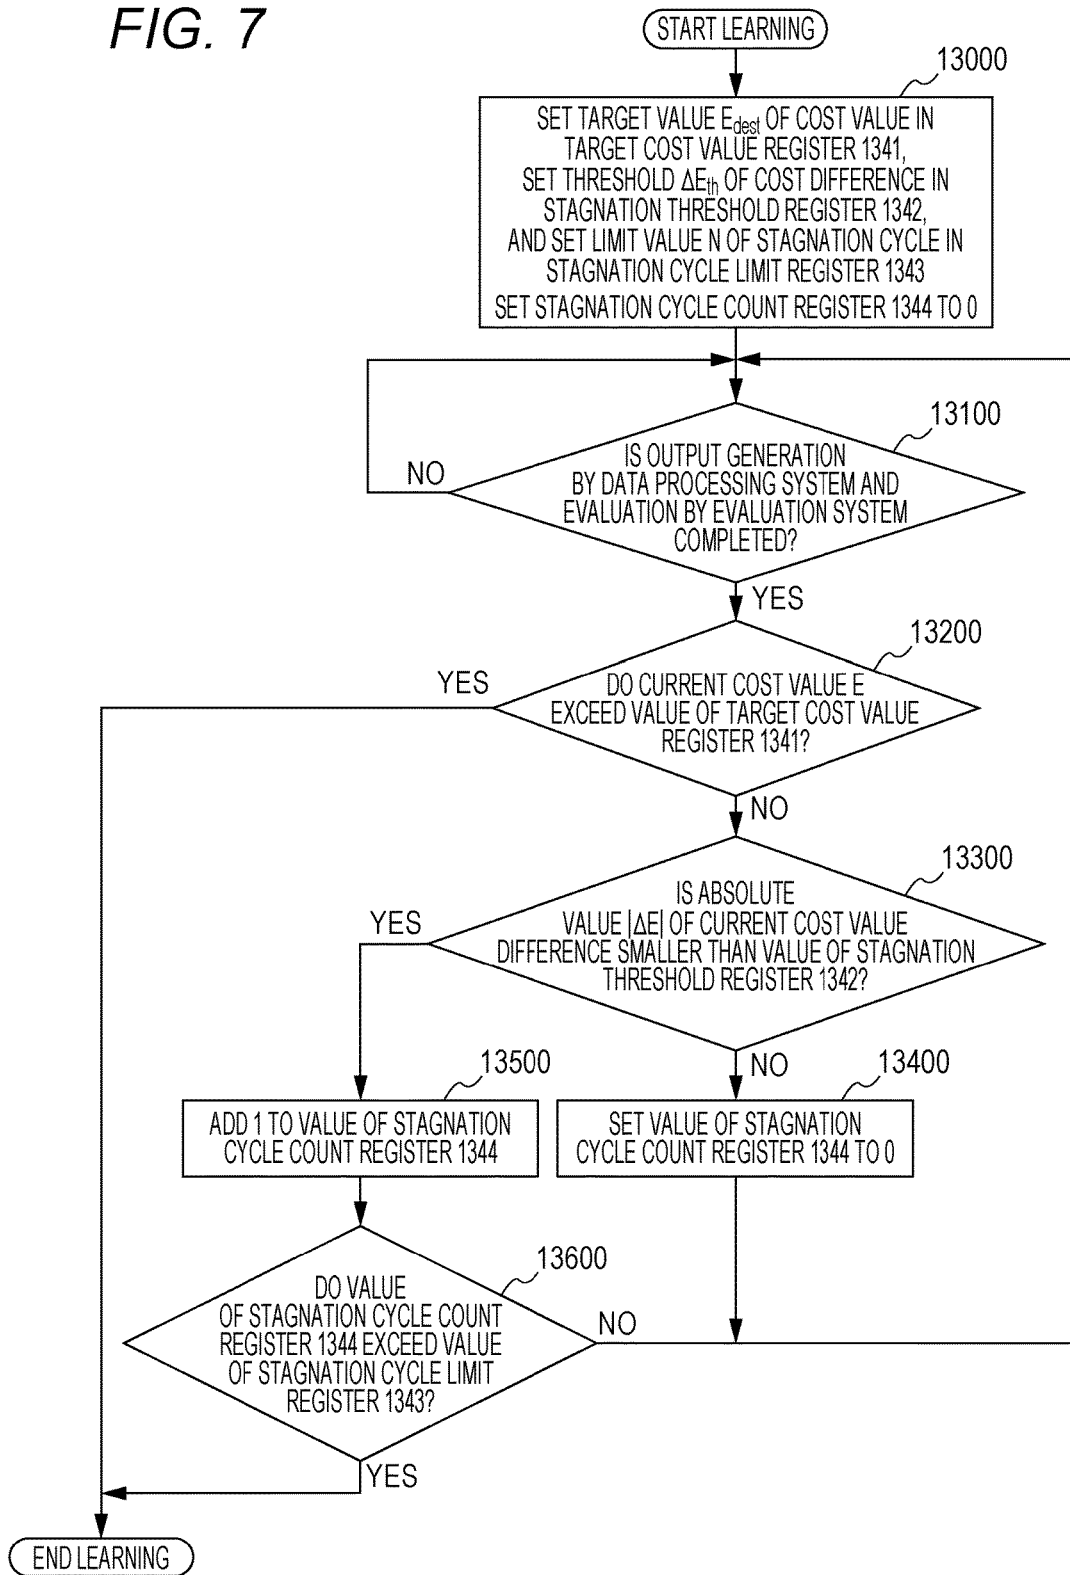 FIG. 7
START LEARNING
13000
SET TARGET VALUE Edest OF COST VALUE IN
TARGET COST VALUE REGISTER 1341,
SET THRESHOLD ΔEth OF COST DIFFERENCE IN
STAGNATION THRESHOLD REGISTER 1342,
AND SET LIMIT VALUE N OF STAGNATION CYCLE IN
STAGNATION CYCLE LIMIT REGISTER 1343
SET STAGNATION CYCLE COUNT REGISTER 1344 TO 0
13100
IS OUTPUT GENERATION
BY DATA PROCESSING SYSTEM AND
EVALUATION BY EVALUATION SYSTEM
COMPLETED?
NO
YES
13200
DO CURRENT COST VALUE E
EXCEED VALUE OF TARGET COST VALUE
REGISTER 1341?
YES
NO
13300
IS ABSOLUTE
VALUE |ΔE| OF CURRENT COST VALUE
DIFFERENCE SMALLER THAN VALUE OF STAGNATION
THRESHOLD REGISTER 1342?
YES
NO
13500
ADD 1 TO VALUE OF STAGNATION
CYCLE COUNT REGISTER 1344
13400
SET VALUE OF STAGNATION
CYCLE COUNT REGISTER 1344 TO 0
13600
DO VALUE
OF STAGNATION CYCLE COUNT
REGISTER 1344 EXCEED VALUE
OF STAGNATION CYCLE LIMIT
REGISTER 1343?
NO
YES
END LEARNING